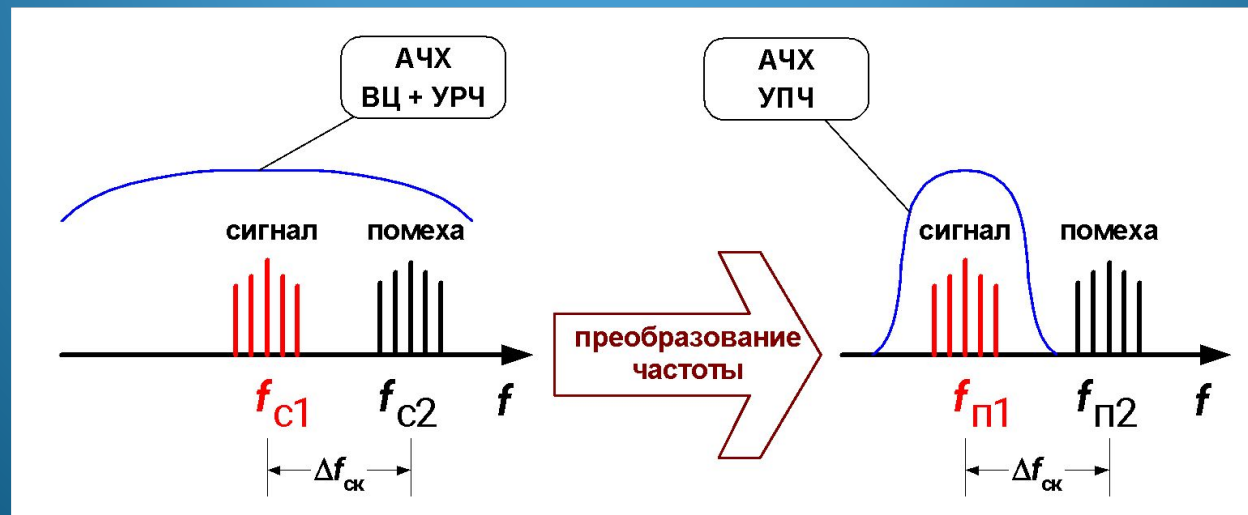 АЧХ
ВЦ + УРЧ
сигнал помеха
fС1 fС2 f
Δfск
преобразование
частоты
АЧХ
УПЧ
сигнал помеха
fП1 fП2 f
Δfск